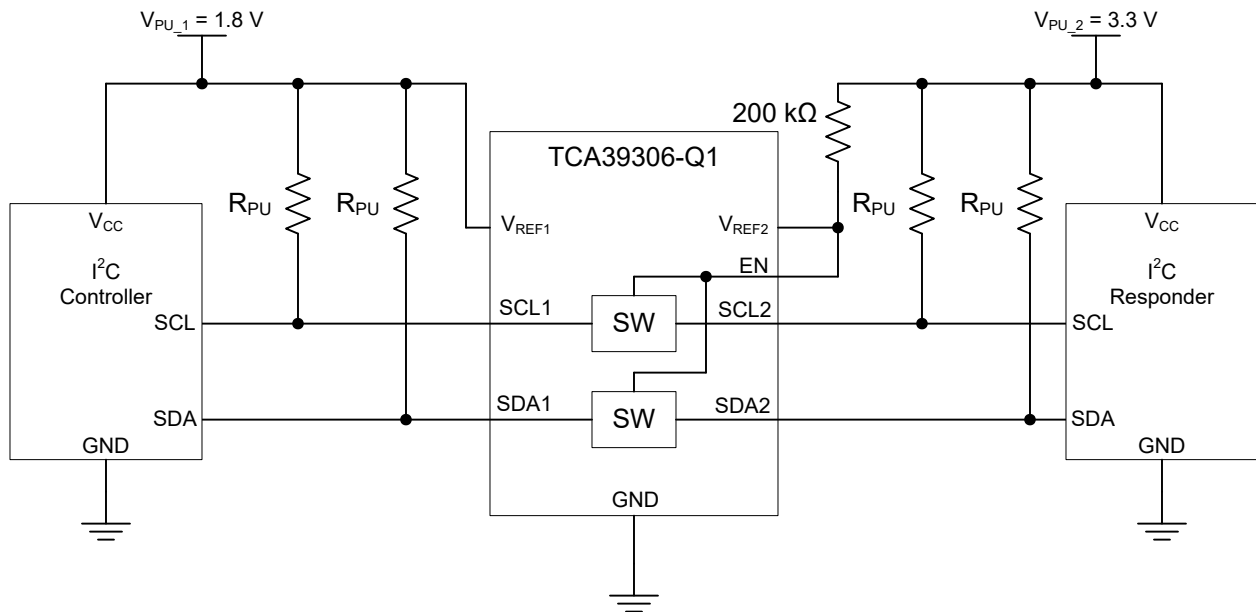 V_PU_1 = 1.8 V
V_PU_2 = 3.3 V
200 kΩ
TCA39306-Q1
R_PU
R_PU
R_PU
R_PU
V_CC
V_REF1
V_REF2
V_CC
I²C
Controller
EN
I²C
Responder
SCL
SCL1
SW
SCL2
SCL
SDA
SDA1
SW
SDA2
SDA
GND
GND
GND